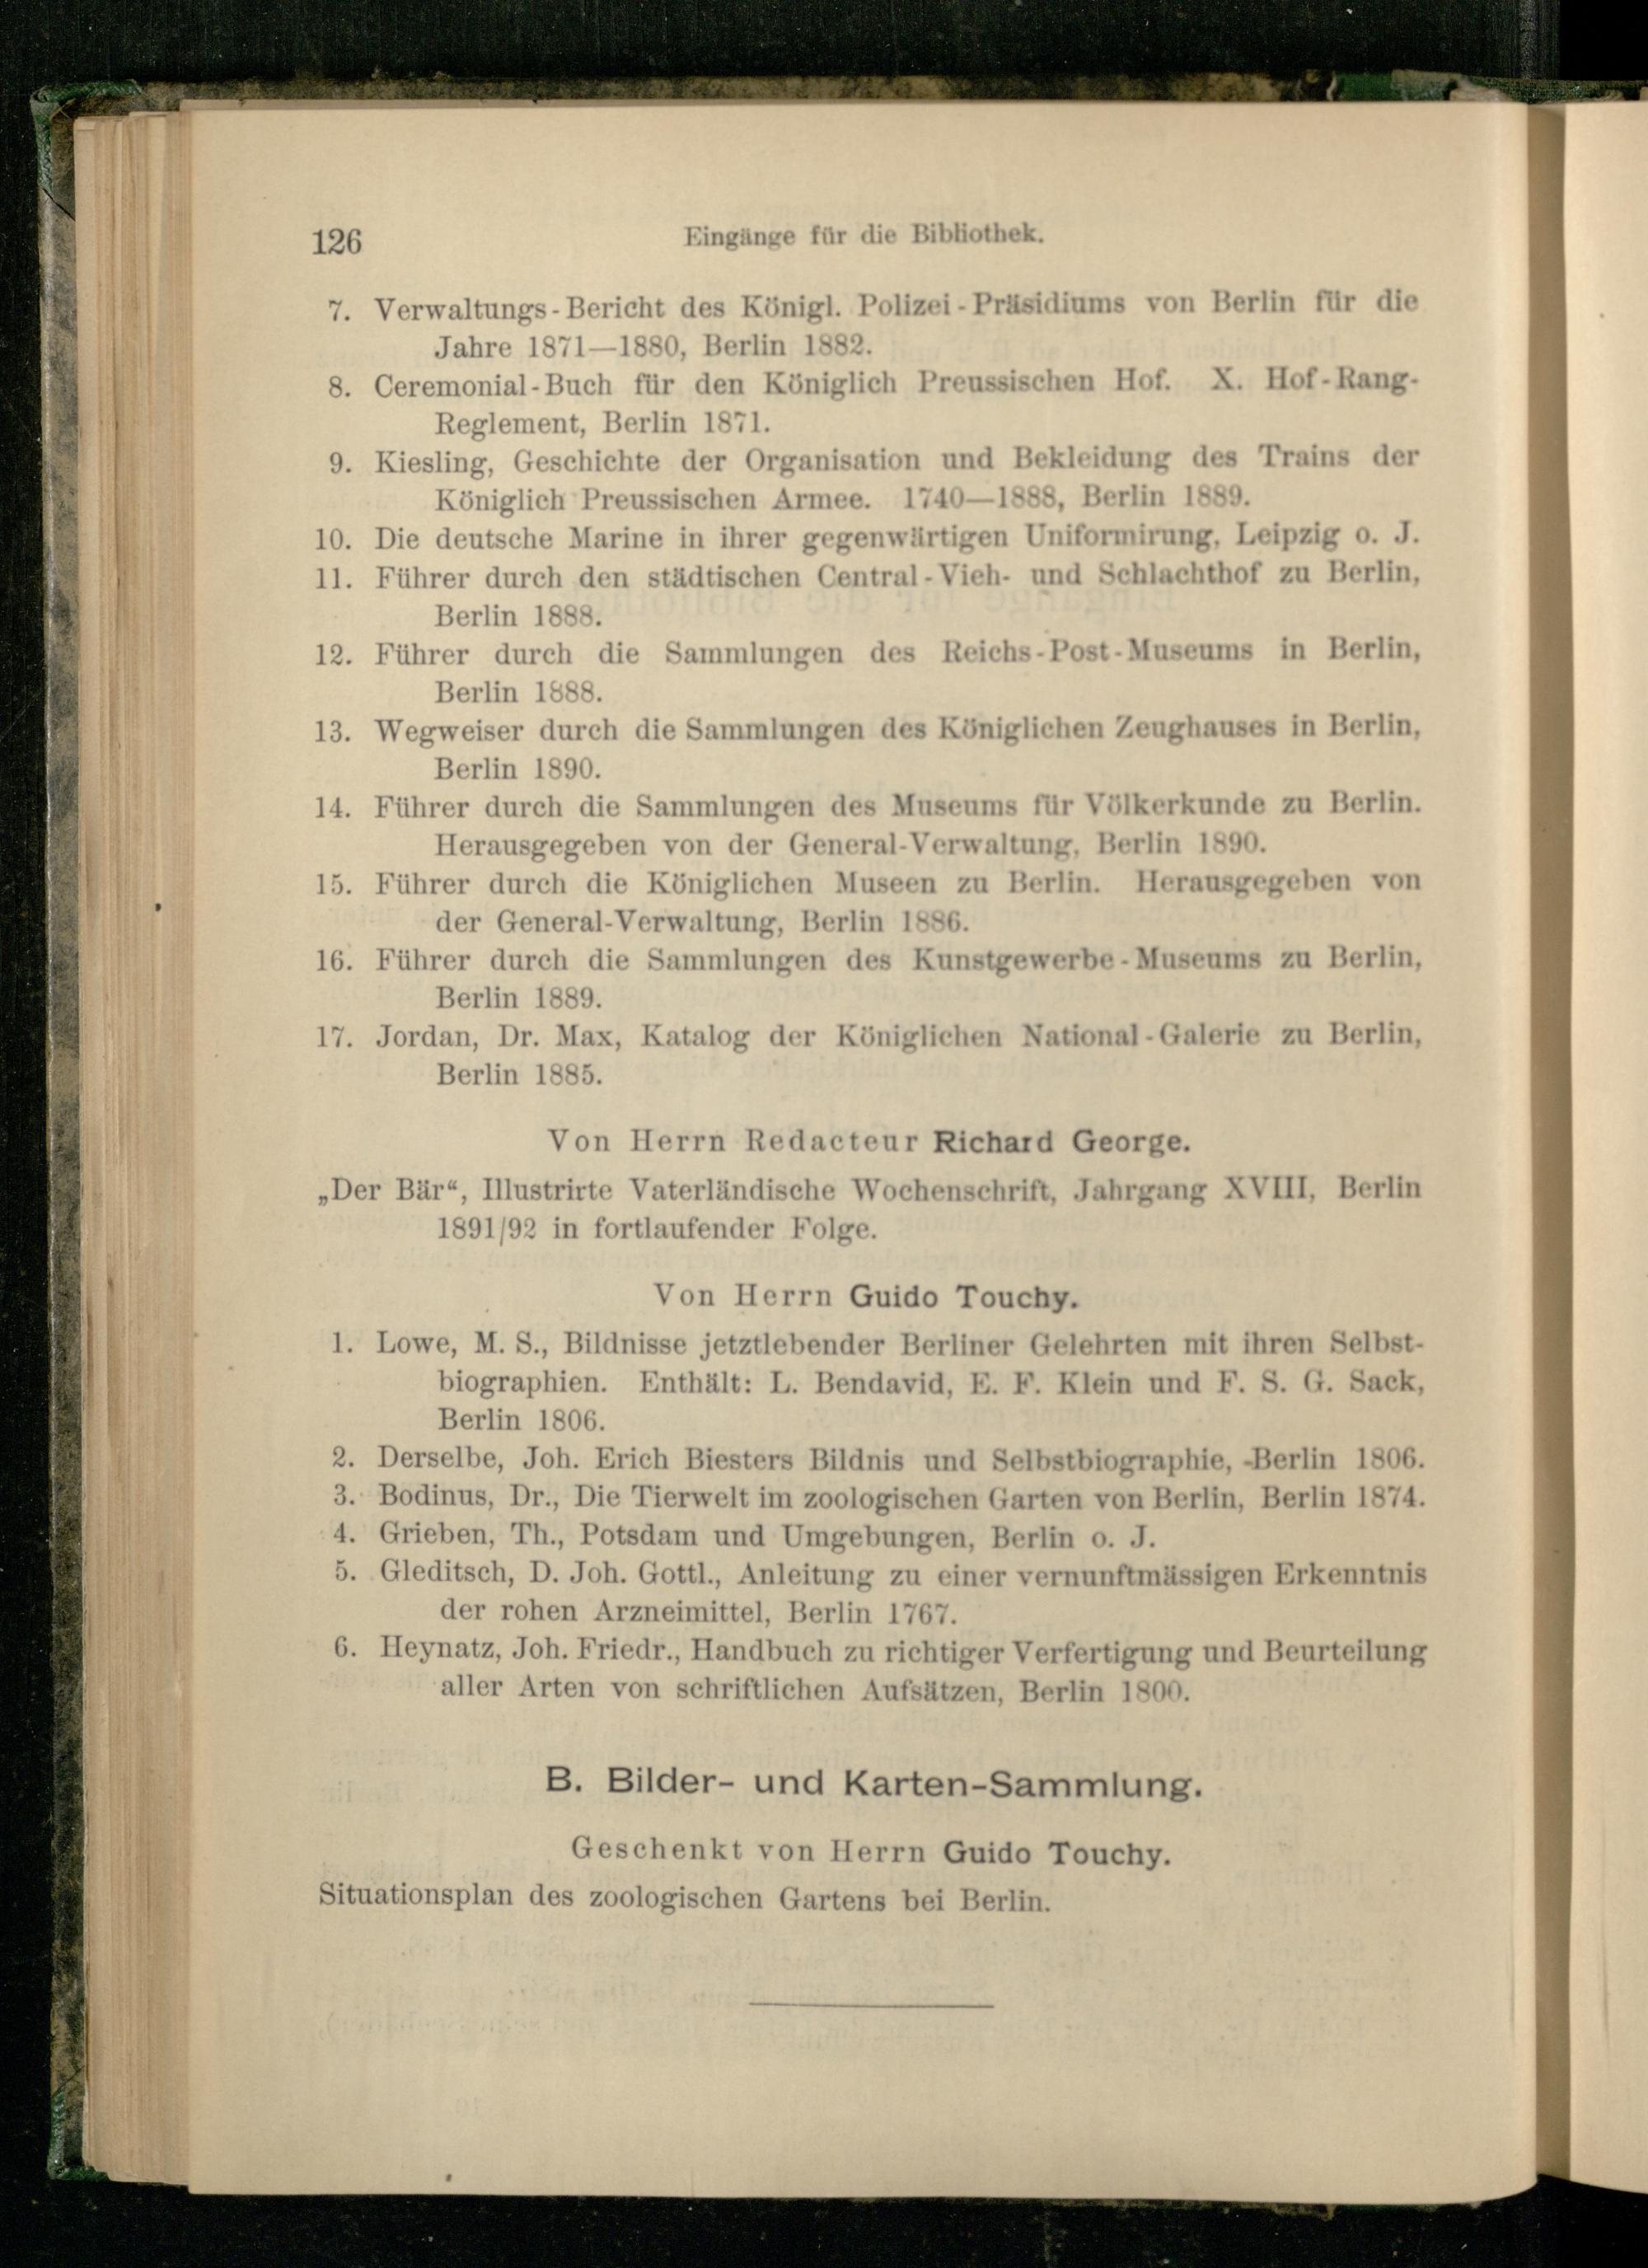 126 Eingänge für die Bibliothek.
7. Verwaltungs-Bericht des Königl. Polizei-Präsidiums von Berlin für die
Jahre 1871—1880, Berlin 1882.
8. Ceremonial-Buch für den Königlich Preussischen Hof. X. Hof-Rang-
Reglement, Berlin 1871.
9. Kiesling, Geschichte der Organisation und Bekleidung des Trains der
Königlich Preussischen Armee. 1740—1888, Berlin 1889.
10. Die deutsche Marine in ihrer gegenwärtigen Uniformirung, Leipzig o. J.
11. Führer durch den städtischen Central-Vieh- und Schlachthof zu Berlin,
Berlin 1888.
12. Führer durch die Sammlungen des Reichs-Post-Museums in Berlin,
Berlin 1888.
13. Wegweiser durch die Sammlungen des Königlichen Zeughauses in Berlin,
Berlin 1890.
14. Führer durch die Sammlungen des Museums für Völkerkunde zu Berlin.
Herausgegeben von der General-Verwaltung, Berlin 1890.
15. Führer durch die Königlichen Museen zu Berlin. Herausgegeben von
der General-Verwaltung, Berlin 1886.
16. Führer durch die Sammlungen des Kunstgewerbe-Museums zu Berlin,
Berlin 1889.
17. Jordan, Dr. Max, Katalog der Königlichen National-Galerie zu Berlin,
Berlin 1885.
Von Herrn Redacteur Richard George.
„Der Bär“, Illustrirte Vaterländische Wochenschrift, Jahrgang XVIII, Berlin
1891/92 in fortlaufender Folge.
Von Herrn Guido Touchy.
1. Lowe, M. S., Bildnisse jetztlebender Berliner Gelehrten mit ihren Selbst-
biographien. Enthält: L. Bendavid, E. F. Klein und F. S. G. Sack,
Berlin 1806.
2. Derselbe, Joh. Erich Biesters Bildnis und Selbstbiographie, Berlin 1806.
3. Bodinus, Dr., Die Tierwelt im zoologischen Garten von Berlin, Berlin 1874.
4. Grieben, Th., Potsdam und Umgebungen, Berlin o. J.
5. Gleditsch, D. Joh. Gottl., Anleitung zu einer vernunftmässigen Erkenntnis
der rohen Arzneimittel, Berlin 1767.
6. Heynatz, Joh. Friedr., Handbuch zu richtiger Verfertigung und Beurteilung
aller Arten von schriftlichen Aufsätzen, Berlin 1800.
B. Bilder- und Karten-Sammlung.
Geschenkt von Herrn Guido Touchy.
Situationsplan des zoologischen Gartens bei Berlin.